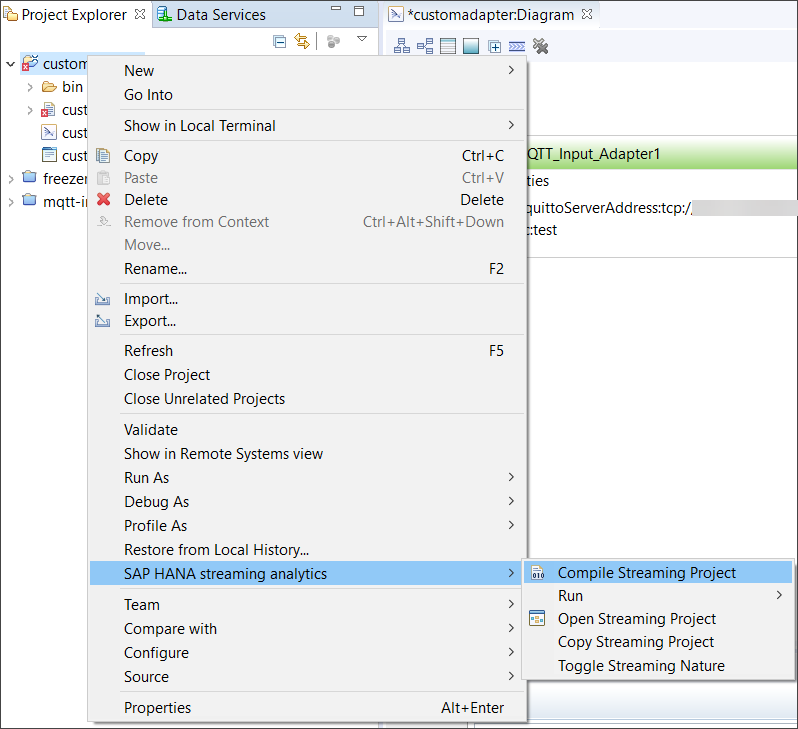 Project Explorer
Data Services
*customadapter:Diagram
custom
bin
cust
cust
cust
freezer
mqtt-in
QTT_Input_Adapter1
ties
quittoServerAddress:tcp://
c:test
New
Go Into
Show in Local Terminal
Copy Ctrl+C
Paste Ctrl+V
Delete Delete
Remove from Context Ctrl+Alt+Shift+Down
Move...
Rename... F2
Import...
Export...
Refresh F5
Close Project
Close Unrelated Projects
Validate
Show in Remote Systems view
Run As
Debug As
Profile As
Restore from Local History...
SAP HANA streaming analytics
Team
Compare with
Configure
Source
Properties Alt+Enter
Compile Streaming Project
Run
Open Streaming Project
Copy Streaming Project
Toggle Streaming Nature